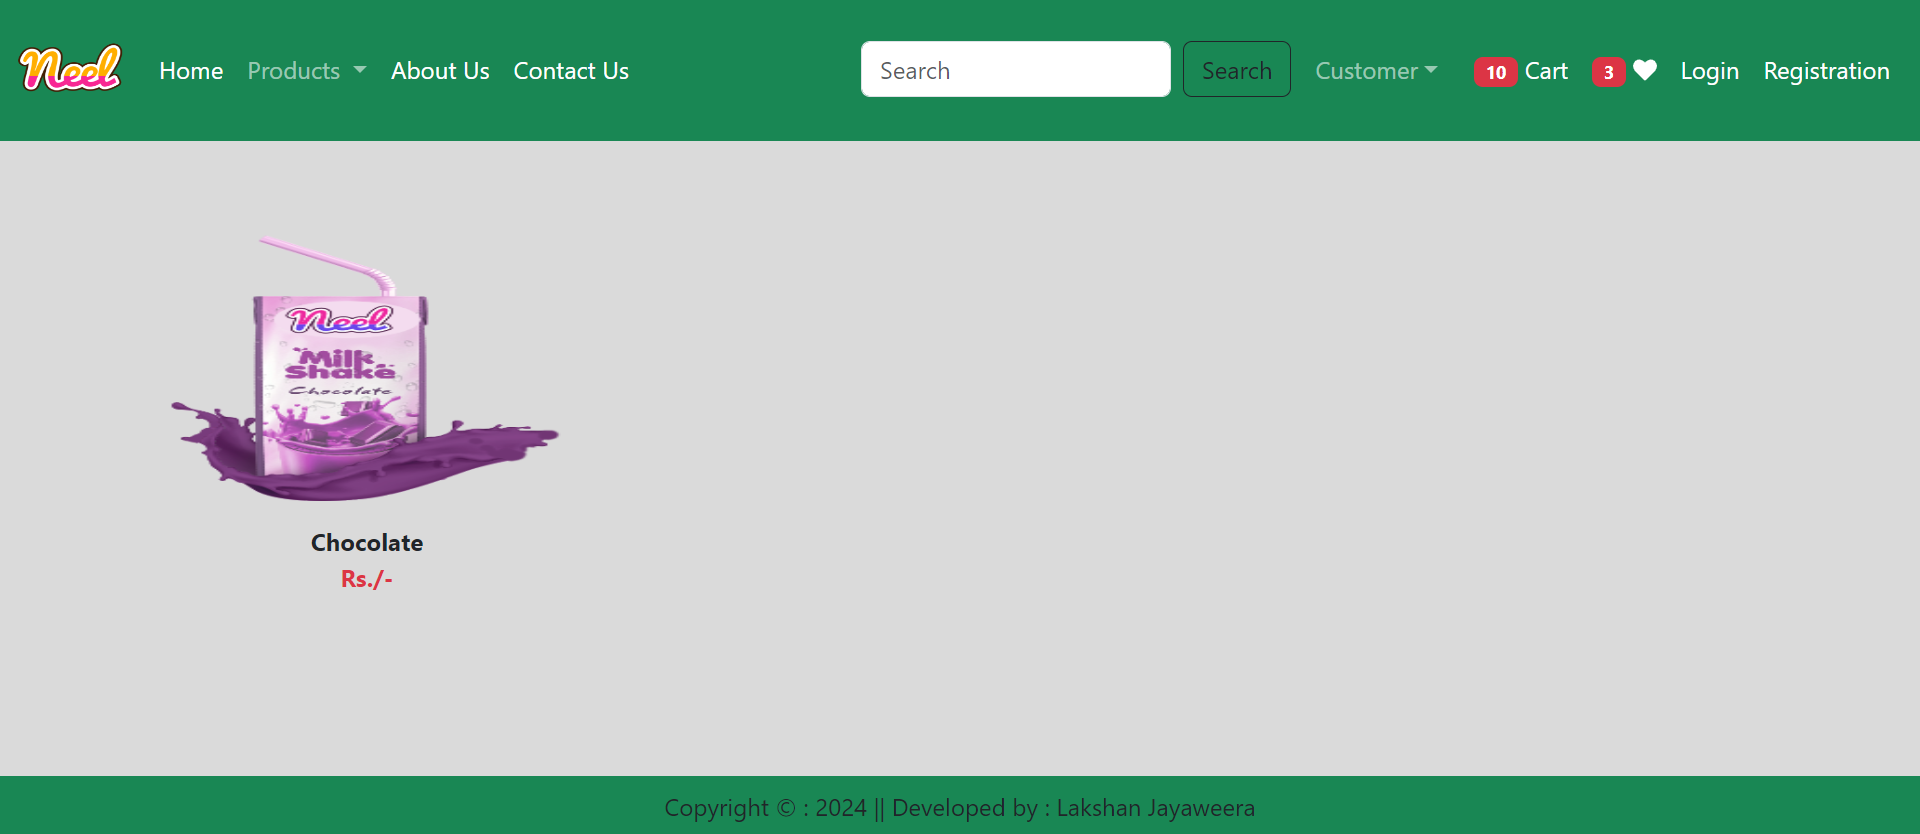 Neel Home Products About Us Contact Us Search Search Customer 10 Cart 3 Login Registration
Neel
Milk
Shake
Chocolate
Chocolate
Rs./-
Copyright © : 2024 || Developed by : Lakshan Jayaweera